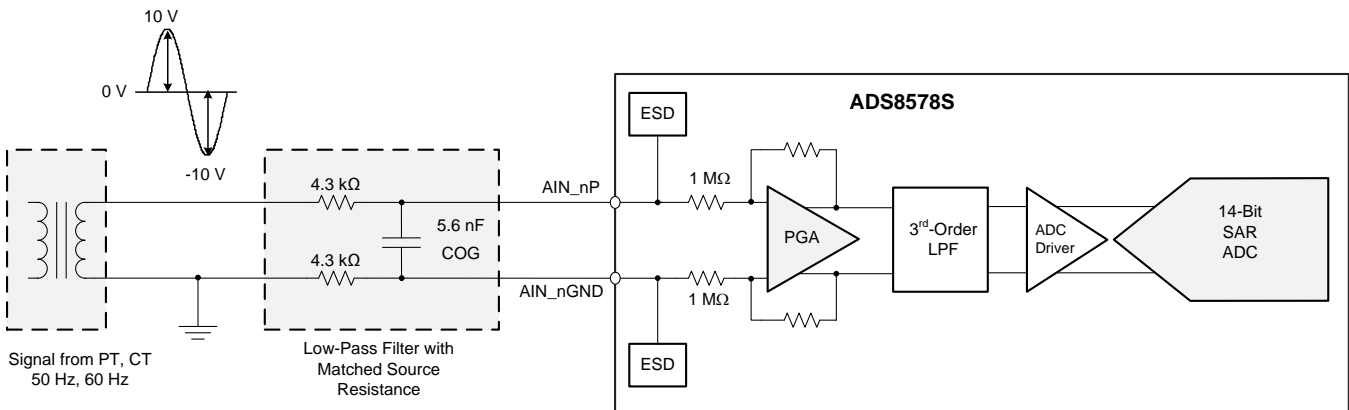 10 V
0 V
-10 V
Signal from PT, CT
50 Hz, 60 Hz
4.3 kΩ
5.6 nF
COG
4.3 kΩ
Low-Pass Filter with
Matched Source
Resistance
AIN_nP
AIN_nGND
ADS8578S
ESD
1 MΩ
PGA
1 MΩ
ESD
3rd-Order
LPF
ADC
Driver
14-Bit
SAR
ADC